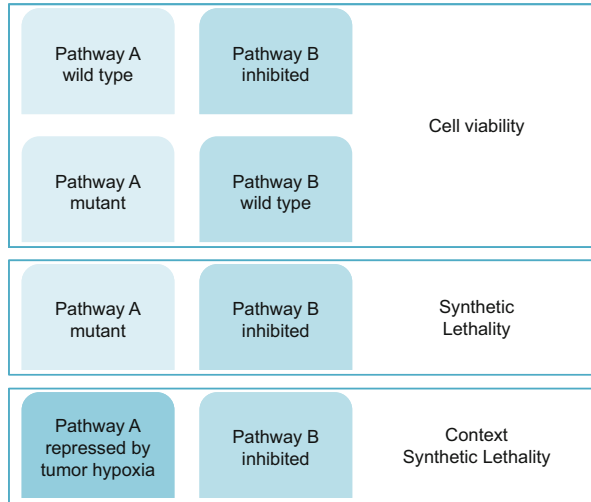 Pathway A
wild type
Pathway B
inhibited
Cell viability
Pathway A
mutant
Pathway B
wild type
Pathway A
mutant
Pathway B
inhibited
Synthetic
Lethality
Pathway A
repressed by
tumor hypoxia
Pathway B
inhibited
Context
Synthetic Lethality